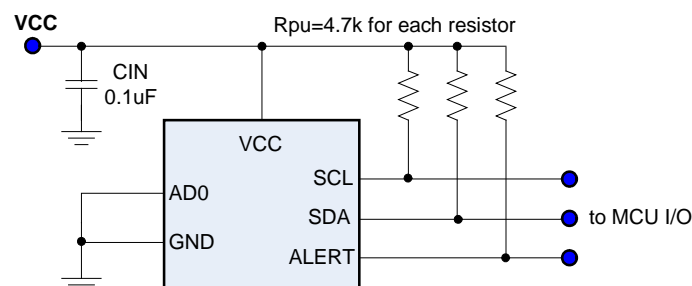 VCC
Rpu=4.7k for each resistor
CIN
0.1uF
VCC
AD0
SCL
SDA
to MCU I/O
GND
ALERT